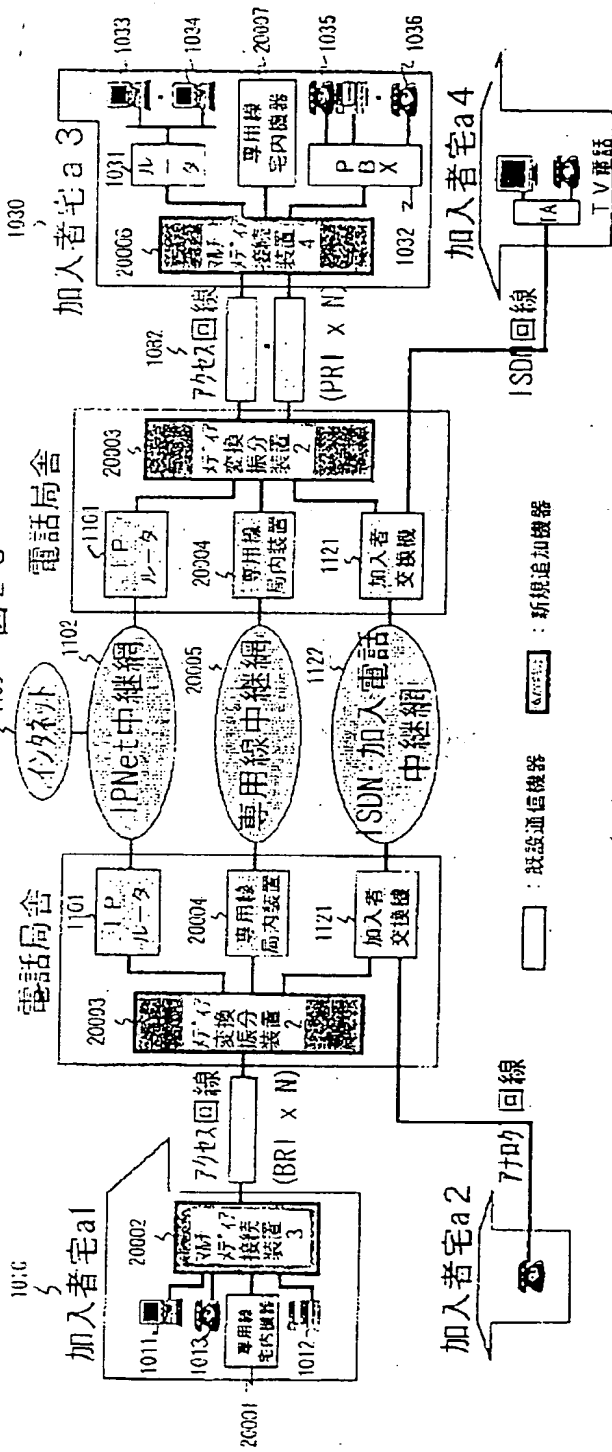 1010
加入者宅a1
1011
1013
20001
専用線
宅内機器
1012
20002
マルチ
メディア
接続
装置
3
アクセス回線
(BRI x N)
加入者宅a2
アナログ回線
電話局舎
20003
メディア
変換
振分
装置
2
1101
IP
ルータ
20004
専用線
局内装置
1121
加入者
交換機
インタネット
1102
IPNet中継網
20005
専用線中継網
1122
ISDN・加入電話
中継網
電話局舎
1101
IP
ルータ
20004
専用線
局内装置
1121
加入者
交換機
20003
メディア
変換
振分
装置
2
1082
アクセス回線
(PRI x N)
ISDN回線
1030
加入者宅a3
20006
マルチ
メディア
接続
装置
4
1031
ルータ
1033
1034
専用線
宅内機器
20007
PBX
1032
1035
1036
加入者宅a4
TA
TV電話
:既設通信機器
:新規追加機器